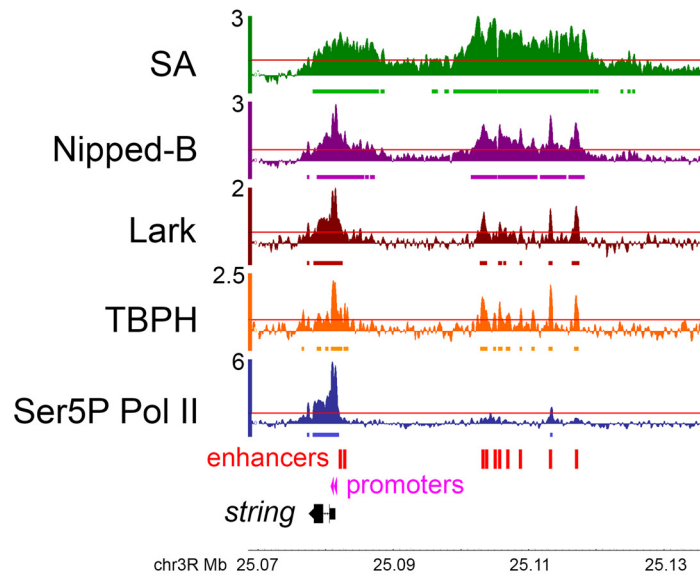 3
SA
3
Nipped-B
2
Lark
2.5
TBPH
6
Ser5P Pol II
enhancers
promoters
string
chr3R Mb 25.07 25.09 25.11 25.13